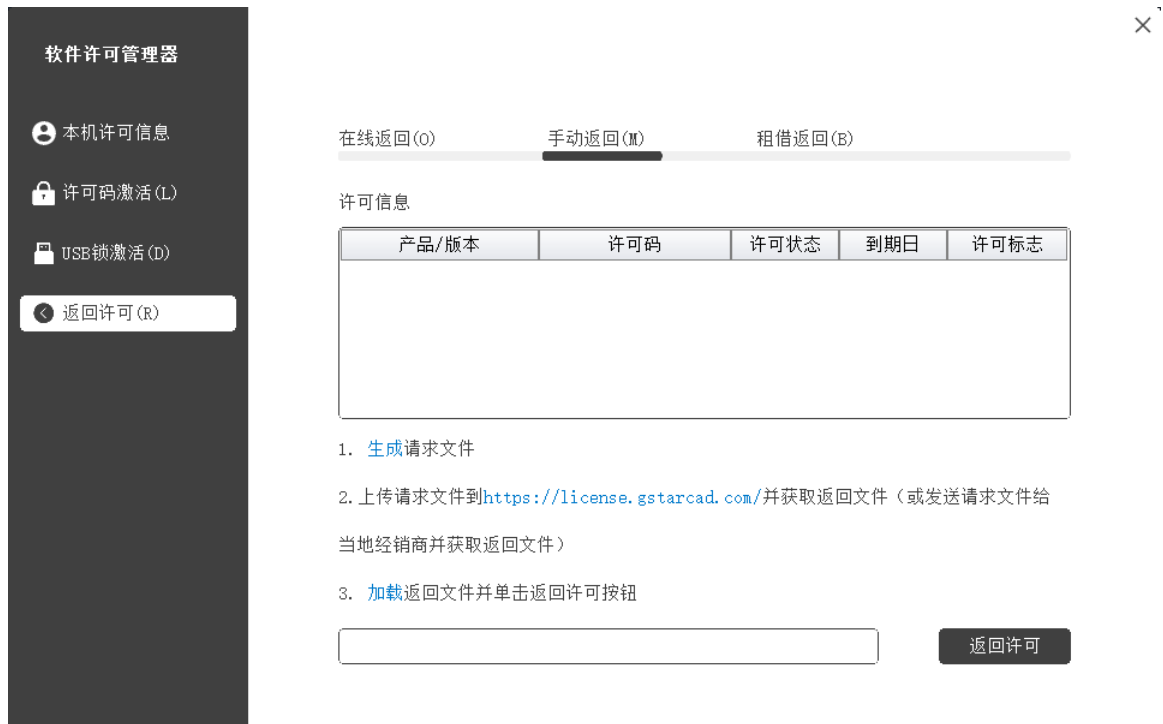 软件许可管理器
本机许可信息
许可码激活(L)
USB锁激活(D)
返回许可(R)
在线返回(O)
手动返回(M)
租借返回(B)
许可信息
产品/版本
许可码
许可状态
到期日
许可标志
1. 生成请求文件
2.上传请求文件到https://license.gstarcad.com/并获取返回文件（或发送请求文件给
当地经销商并获取返回文件）
3. 加载返回文件并单击返回许可按钮
返回许可